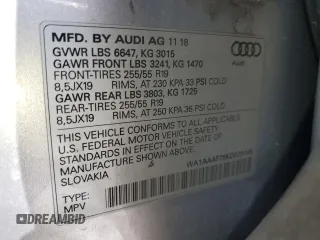 MFD. BY AUDI AG 11 18
GVWR LBS 6647, KG 3015
GAWR FRONT LBS 3241, KG 1470
FRONT-TIRES 255/55 R19
8,5JX19 RIMS, AT 230 KPA 33 PSI COLD
GAWR REAR LBS 3803, KG 1725
REAR-TIRES 255/55 R19
8,5JX19 RIMS, AT 250 KPA 36 PSI COLD
Audi
THIS VEHICLE CONFORMS TO ALL APPLICABLE
U.S. FEDERAL MOTOR VEHICLE SAFETY
STANDARDS IN EFFECT ON THE DATE OF
MANUFACTURE SHOWN ABOVE.
SLOVAKIA
TYPE:
MPV
DREAMBID